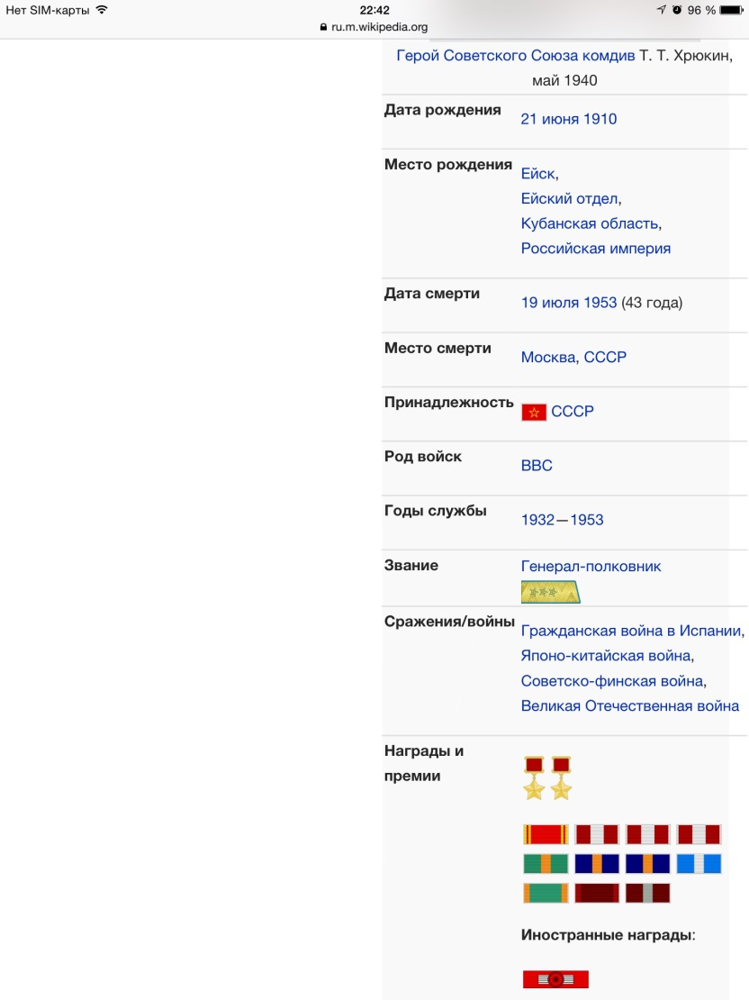 Нет SIM-карты 22:42 96 %
ru.m.wikipedia.org
Герой Советского Союза комдив Т. Т. Хрюкин,
май 1940
Дата рождения
21 июня 1910
Место рождения
Ейск,
Ейский отдел,
Кубанская область,
Российская империя
Дата смерти
19 июля 1953 (43 года)
Место смерти
Москва, СССР
Принадлежность
СССР
Род войск
ВВС
Годы службы
1932—1953
Звание
Генерал-полковник
Сражения/войны
Гражданская война в Испании,
Японо-китайская война,
Советско-финская война,
Великая Отечественная война
Награды и
премии
Иностранные награды: